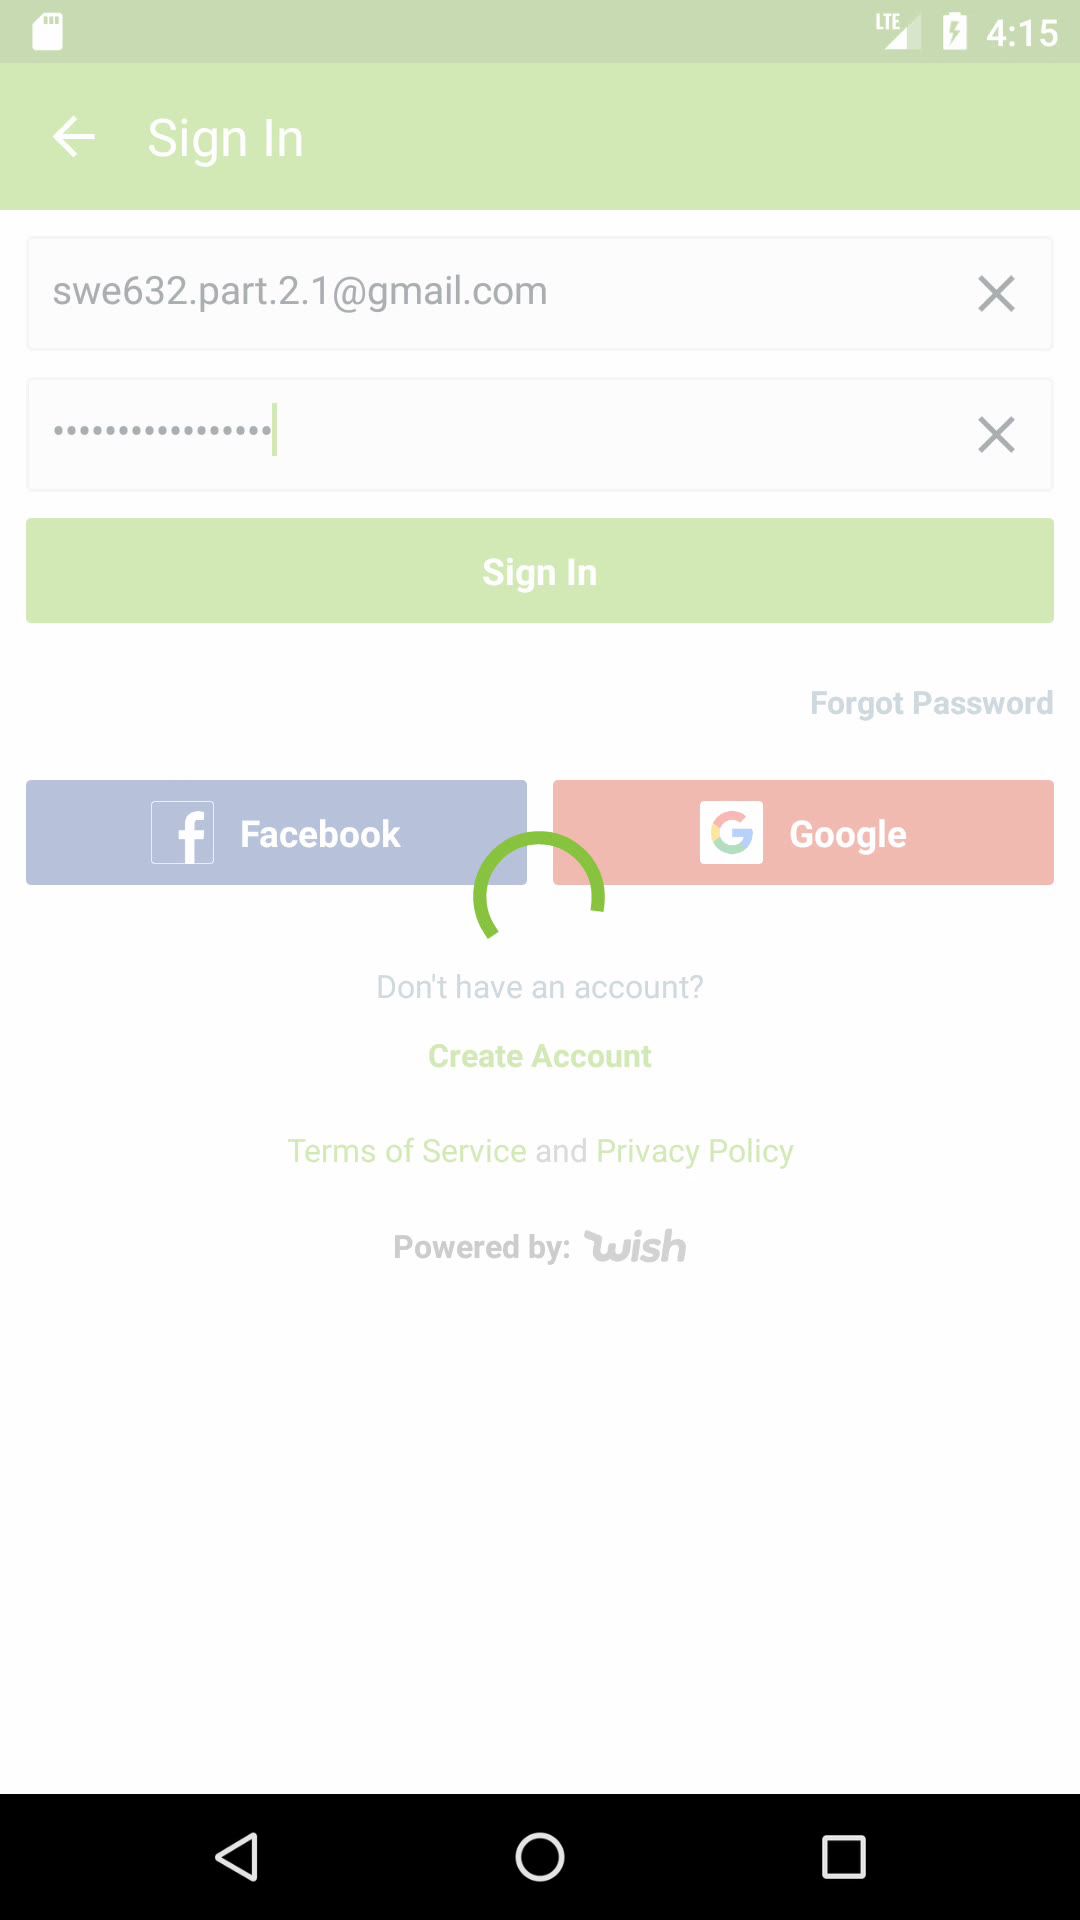 LTE 4:15
Sign In
swe632.part.2.1@gmail.com
•••••••••••••••••
Sign In
Forgot Password
Facebook
Google
Don't have an account?
Create Account
Terms of Service and Privacy Policy
Powered by: wish